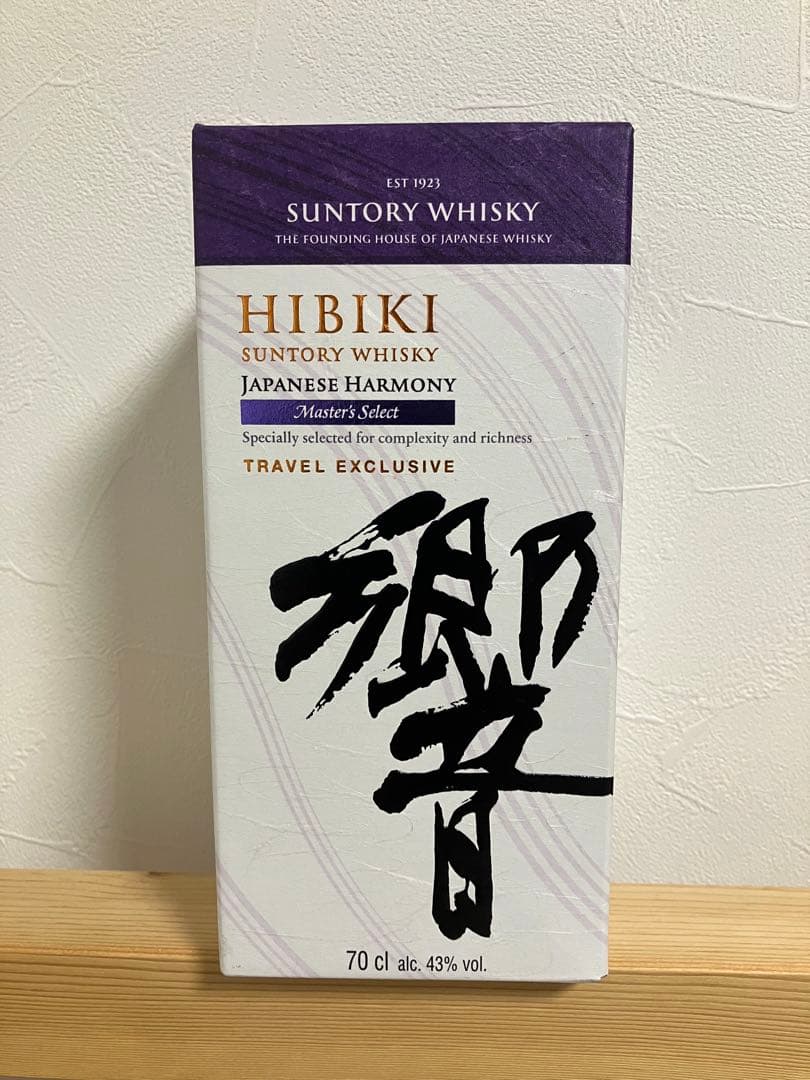 EST 1923
SUNTORY WHISKY
THE FOUNDING HOUSE OF JAPANESE WHISKY
HIBIKI
SUNTORY WHISKY
JAPANESE HARMONY
Master's Select
Specially selected for complexity and richness
TRAVEL EXCLUSIVE
響
70 cl alc. 43% vol.